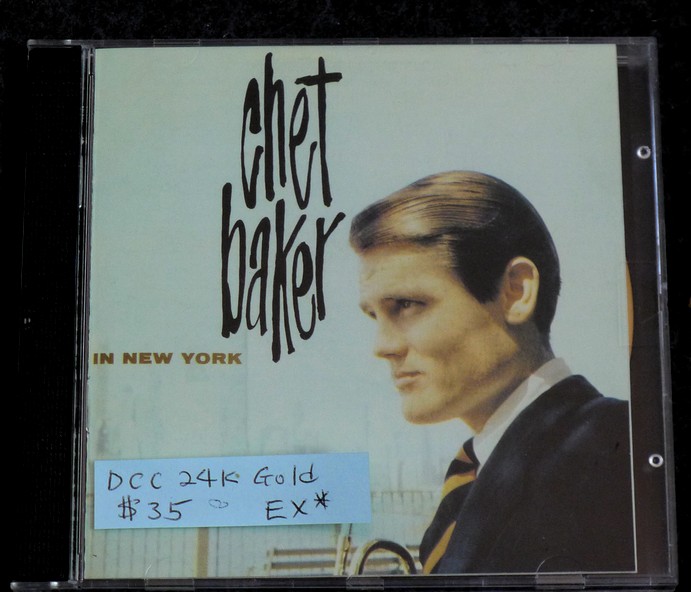 chet
baker
IN NEW YORK
DCC 24K Gold
$35 EX*